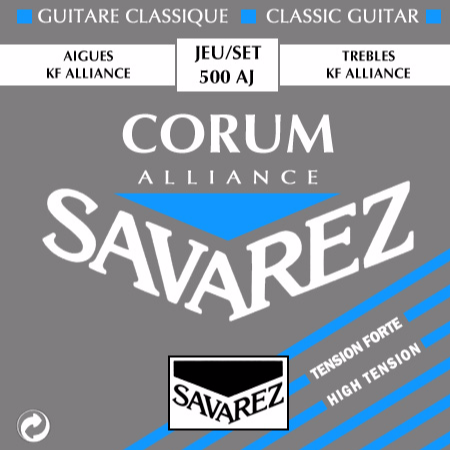 GUITARE CLASSIQUE CLASSIC GUITAR
AIGUES
KF ALLIANCE
JEU/SET
500 AJ
TREBLES
KF ALLIANCE
CORUM
ALLIANCE
SAVAREZ
TENSION FORTE
HIGH TENSION
SAVAREZ